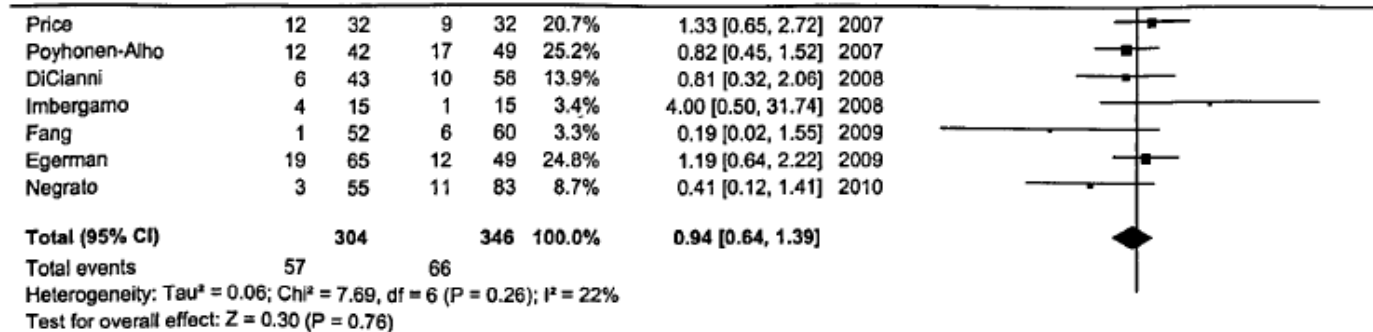 Price 12 32 9 32 20.7% 1.33 [0.65, 2.72] 2007
Poyhonen-Alho 12 42 17 49 25.2% 0.82 [0.45, 1.52] 2007
DiCianni 6 43 10 58 13.9% 0.81 [0.32, 2.06] 2008
Imbergamo 4 15 1 15 3.4% 4.00 [0.50, 31.74] 2008
Fang 1 52 6 60 3.3% 0.19 [0.02, 1.55] 2009
Egerman 19 65 12 49 24.8% 1.19 [0.64, 2.22] 2009
Negrato 3 55 11 83 8.7% 0.41 [0.12, 1.41] 2010
Total (95% CI) 304 346 100.0% 0.94 [0.64, 1.39]
Total events 57 66
Heterogeneity: Tau² = 0.06; Chi² = 7.69, df = 6 (P = 0.26); I² = 22%
Test for overall effect: Z = 0.30 (P = 0.76)